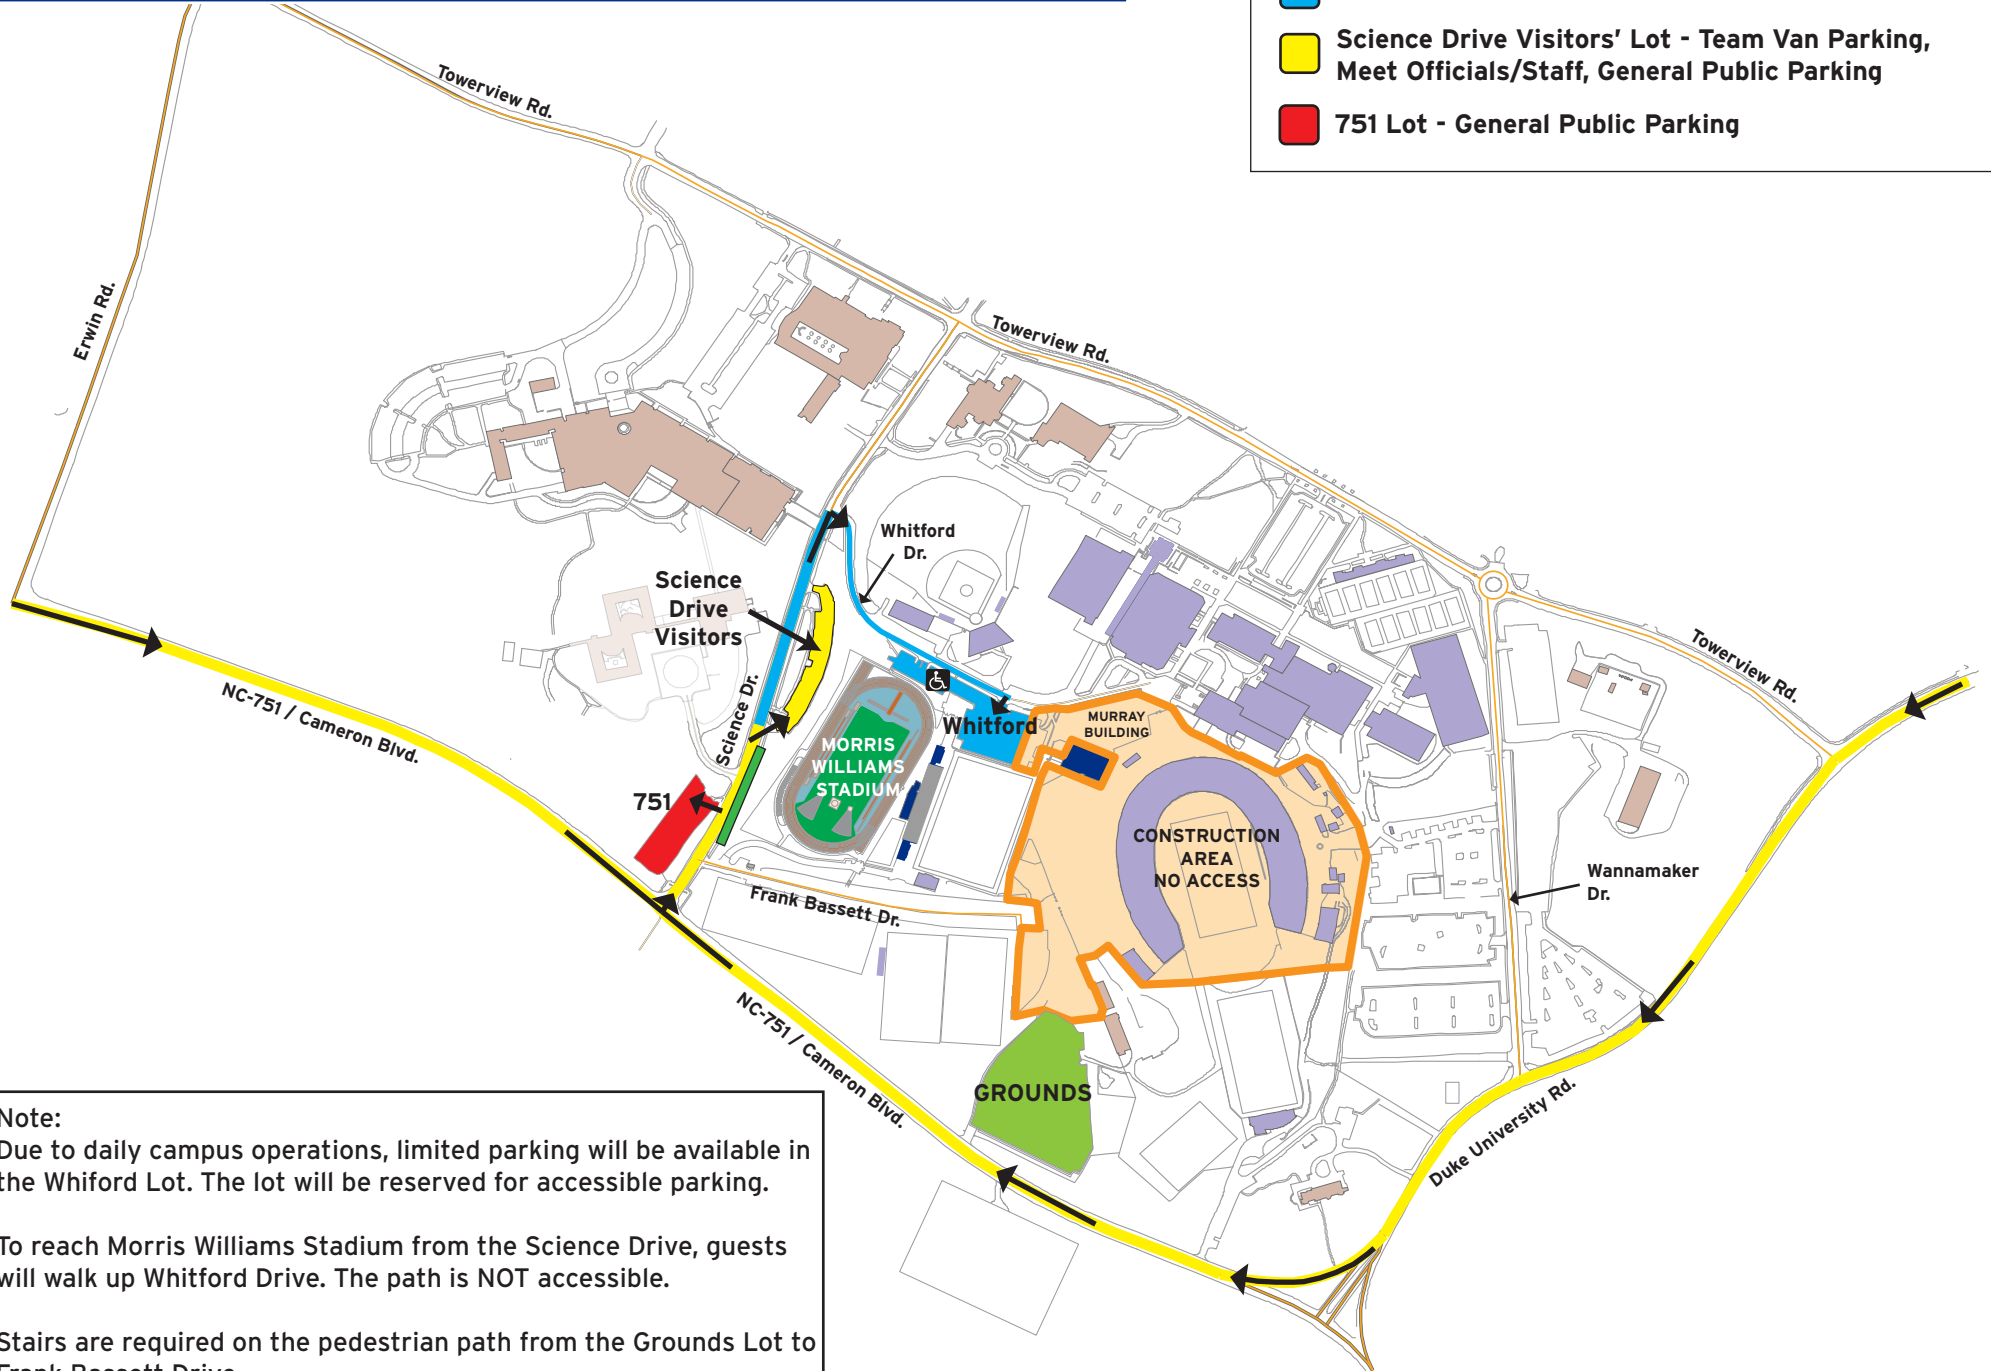 Science Drive Visitors' Lot - Team Van Parking,
Meet Officials/Staff, General Public Parking
751 Lot - General Public Parking
Towerview Rd.
Erwin Rd.
Towerview Rd.
Whitford
Dr.
Science
Drive
Visitors
Science Dr.
NC-751 / Cameron Blvd.
Whitford
MURRAY
BUILDING
MORRIS
WILLIAMS
STADIUM
751
Towerview Rd.
CONSTRUCTION
AREA
NO ACCESS
Wannamaker
Dr.
Frank Bassett Dr.
NC-751 / Cameron Blvd.
GROUNDS
Duke University Rd.
Note:
Due to daily campus operations, limited parking will be available in
the Whiford Lot. The lot will be reserved for accessible parking.
To reach Morris Williams Stadium from the Science Drive, guests
will walk up Whitford Drive. The path is NOT accessible.
Stairs are required on the pedestrian path from the Grounds Lot to
Frank Bassett Drive